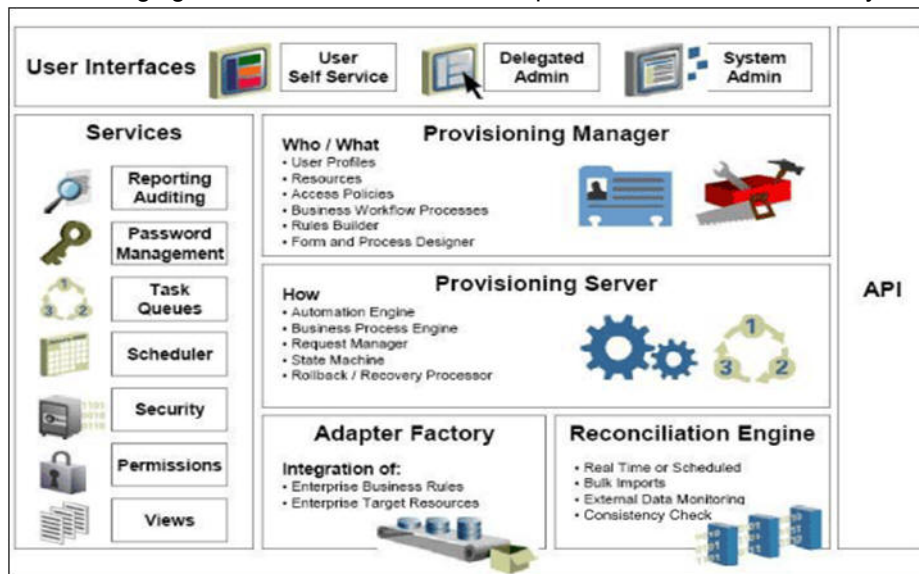 User Interfaces
User
Self Service
Delegated
Admin
System
Admin
Services
Reporting
Auditing
Password
Management
Task
Queues
Scheduler
Security
Permissions
Views
Provisioning Manager
Who / What
• User Profiles
• Resources
• Access Policies
• Business Workflow Processes
• Rules Builder
• Form and Process Designer
Provisioning Server
How
• Automation Engine
• Business Process Engine
• Request Manager
• State Machine
• Rollback / Recovery Processor
1
3 2
Adapter Factory
Integration of:
• Enterprise Business Rules
• Enterprise Target Resources
Reconciliation Engine
• Real Time or Scheduled
• Bulk Imports
• External Data Monitoring
• Consistency Check
API